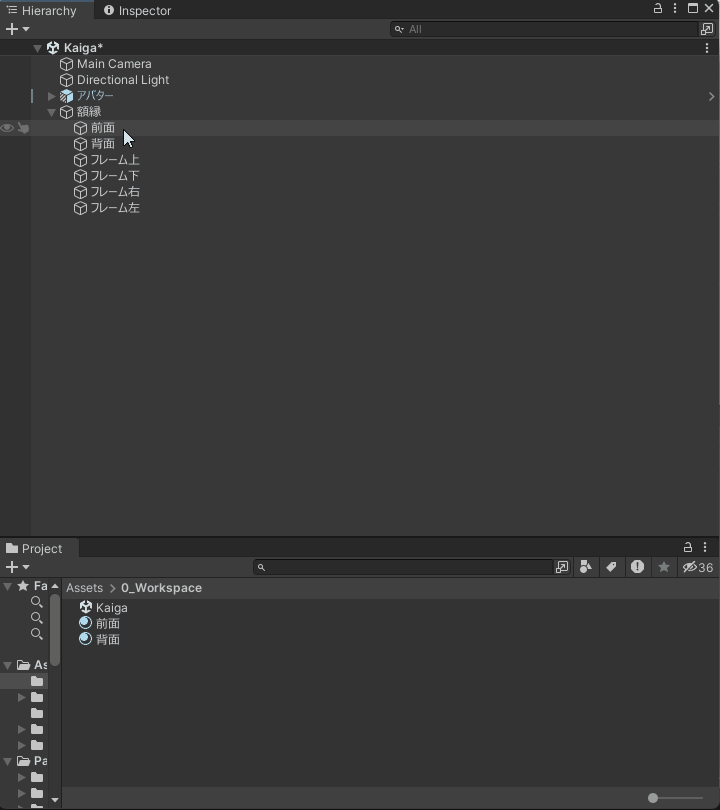 Hierarchy Inspector
All
Kaiga*
Main Camera
Directional Light
アバター
額縁
前面
背面
フレーム上
フレーム下
フレーム右
フレーム左
Project
36
Fa Assets > 0_Workspace
Kaiga
前面
背面
As
Pa